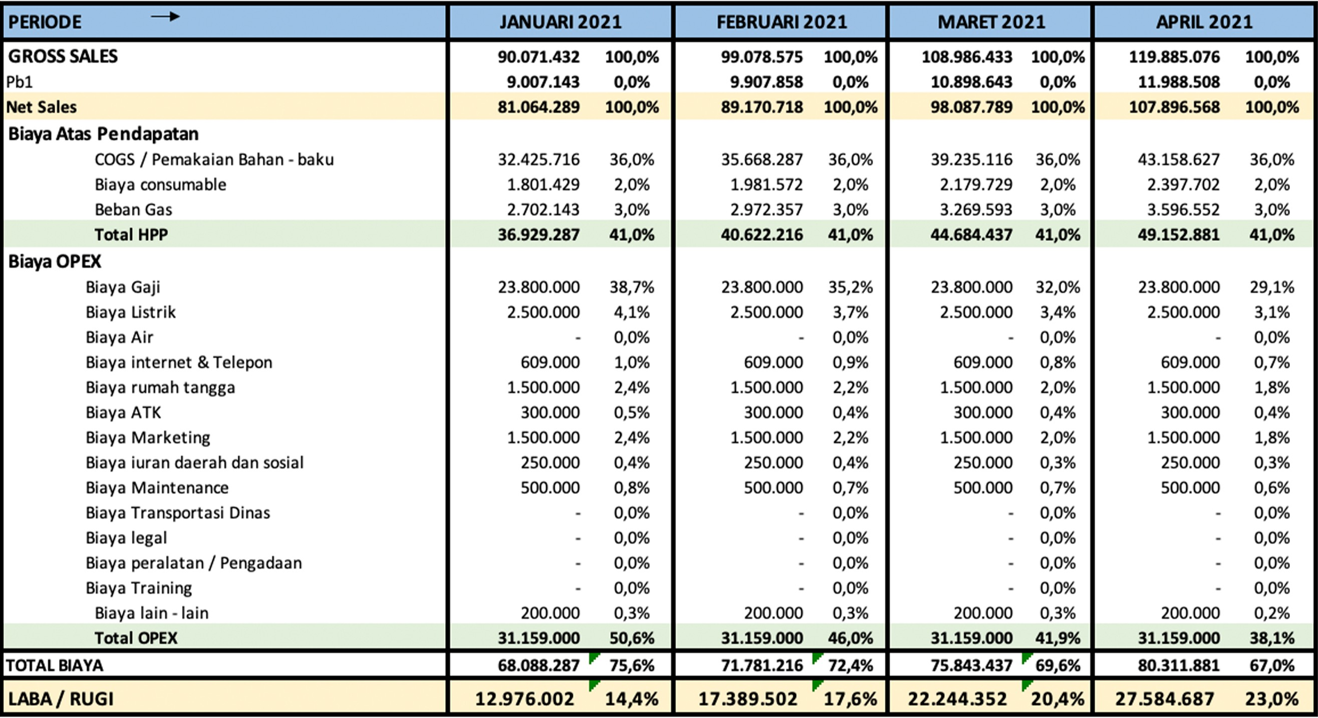 PERIODE → JANUARI 2021 FEBRUARI 2021 MARET 2021 APRIL 2021
GROSS SALES 90.071.432 100,0% 99.078.575 100,0% 108.986.433 100,0% 119.885.076 100,0%
Pb1 9.007.143 0,0% 9.907.858 0,0% 10.898.643 0,0% 11.988.508 0,0%
Net Sales 81.064.289 100,0% 89.170.718 100,0% 98.087.789 100,0% 107.896.568 100,0%
Biaya Atas Pendapatan
COGS / Pemakaian Bahan - baku 32.425.716 36,0% 35.668.287 36,0% 39.235.116 36,0% 43.158.627 36,0%
Biaya consumable 1.801.429 2,0% 1.981.572 2,0% 2.179.729 2,0% 2.397.702 2,0%
Beban Gas 2.702.143 3,0% 2.972.357 3,0% 3.269.593 3,0% 3.596.552 3,0%
Total HPP 36.929.287 41,0% 40.622.216 41,0% 44.684.437 41,0% 49.152.881 41,0%
Biaya OPEX
Biaya Gaji 23.800.000 38,7% 23.800.000 35,2% 23.800.000 32,0% 23.800.000 29,1%
Biaya Listrik 2.500.000 4,1% 2.500.000 3,7% 2.500.000 3,4% 2.500.000 3,1%
Biaya Air - 0,0% - 0,0% - 0,0% - 0,0%
Biaya internet & Telepon 609.000 1,0% 609.000 0,9% 609.000 0,8% 609.000 0,7%
Biaya rumah tangga 1.500.000 2,4% 1.500.000 2,2% 1.500.000 2,0% 1.500.000 1,8%
Biaya ATK 300.000 0,5% 300.000 0,4% 300.000 0,4% 300.000 0,4%
Biaya Marketing 1.500.000 2,4% 1.500.000 2,2% 1.500.000 2,0% 1.500.000 1,8%
Biaya iuran daerah dan sosial 250.000 0,4% 250.000 0,4% 250.000 0,3% 250.000 0,3%
Biaya Maintenance 500.000 0,8% 500.000 0,7% 500.000 0,7% 500.000 0,6%
Biaya Transportasi Dinas - 0,0% - 0,0% - 0,0% - 0,0%
Biaya legal - 0,0% - 0,0% - 0,0% - 0,0%
Biaya peralatan / Pengadaan - 0,0% - 0,0% - 0,0% - 0,0%
Biaya Training - 0,0% - 0,0% - 0,0% - 0,0%
Biaya lain - lain 200.000 0,3% 200.000 0,3% 200.000 0,3% 200.000 0,2%
Total OPEX 31.159.000 50,6% 31.159.000 46,0% 31.159.000 41,9% 31.159.000 38,1%
TOTAL BIAYA 68.088.287 75,6% 71.781.216 72,4% 75.843.437 69,6% 80.311.881 67,0%
LABA / RUGI 12.976.002 14,4% 17.389.502 17,6% 22.244.352 20,4% 27.584.687 23,0%